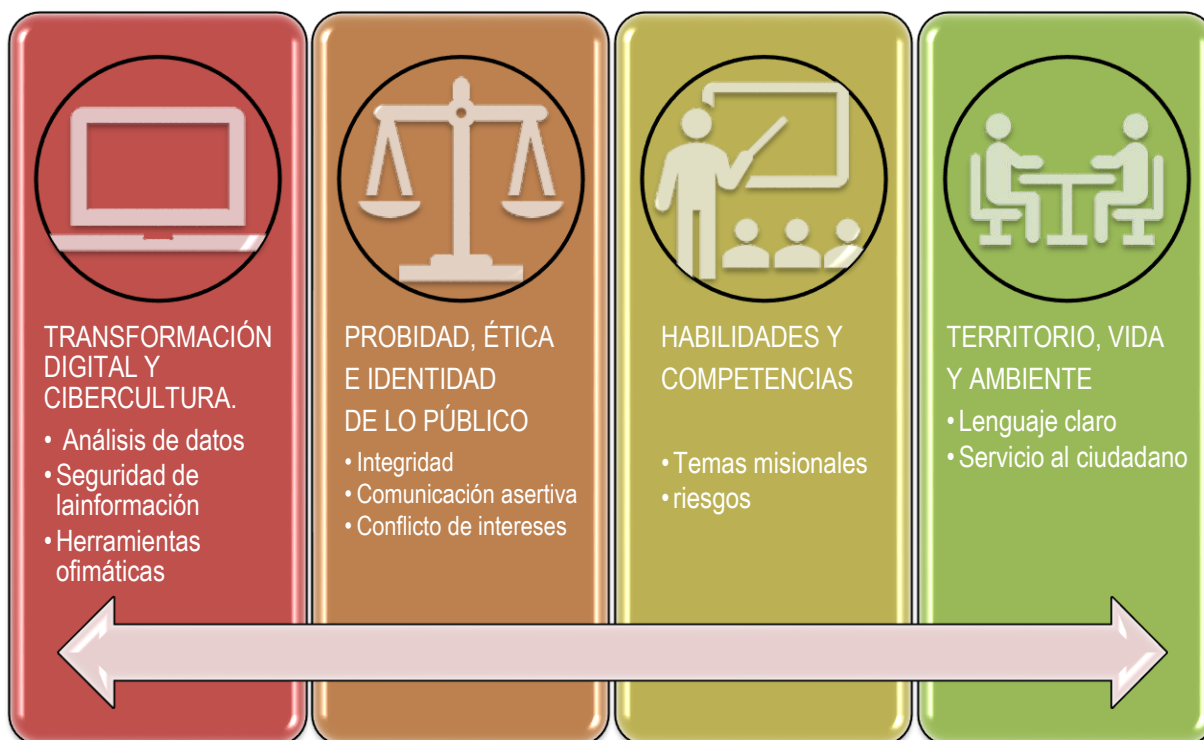 TRANSFORMACIÓN
DIGITAL Y
CIBERCULTURA.
• Análisis de datos
• Seguridad de
lainformación
• Herramientas
ofimáticas
PROBIDAD, ÉTICA
E IDENTIDAD
DE LO PÚBLICO
• Integridad
• Comunicación asertiva
• Conflicto de intereses
HABILIDADES Y
COMPETENCIAS
• Temas misionales
• riesgos
TERRITORIO, VIDA
Y AMBIENTE
• Lenguaje claro
• Servicio al ciudadano